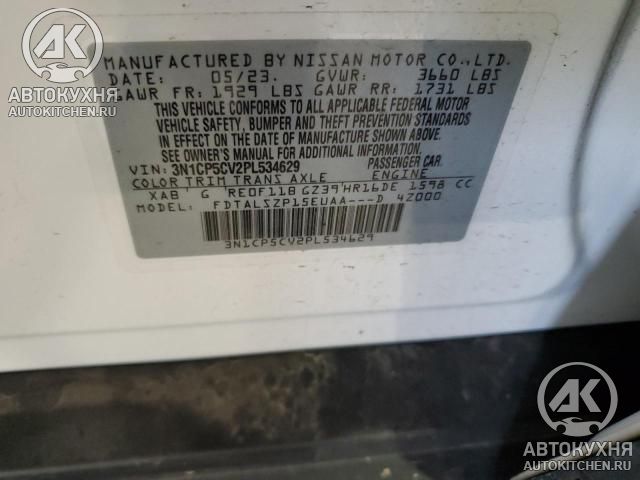 MANUFACTURED BY NISSAN MOTOR CO.,LTD.
DATE: 05/23. GVWR: 3660 LBS
GAWR FR: 1929 LBS GAWR RR: 1731 LBS
THIS VEHICLE CONFORMS TO ALL APPLICABLE FEDERAL MOTOR
VEHICLE SAFETY, BUMPER AND THEFT PREVENTION STANDARDS
IN EFFECT ON THE DATE OF MANUFACTURE SHOWN ABOVE.
SEE OWNER'S MANUAL FOR ADDITIONAL INFORMATION.
VIN: 3N1CP5CV2PL534629 PASSENGER CAR.
COLOR TRIM TRANS AXLE ENGINE
XAB G RE0F11B GZ39 HR16DE 1598 CC
FDTALSZP15EUAA---D 4Z000
3N1CP5CV2PL534629
AK
АВТОКУХНЯ
AUTOKITCHEN.RU
AK
АВТОКУХНЯ
AUTOKITCHEN.RU